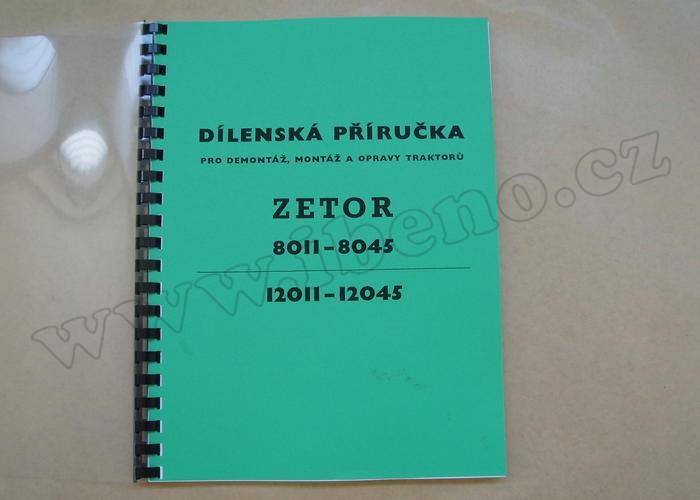 DÍLENSKÁ PŘÍRUČKA
PRO DEMONTÁŽ, MONTÁŽ A OPRAVY TRAKTORŮ
ZETOR
8011-8045
12011-12045
www.ibeno.cz